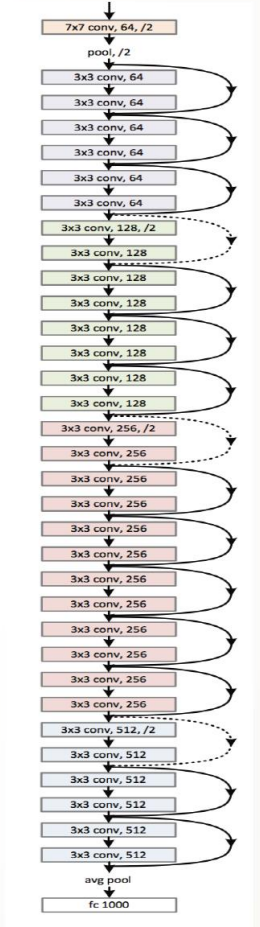 7x7 conv, 64, /2
pool, /2
3x3 conv, 64
3x3 conv, 64
3x3 conv, 64
3x3 conv, 64
3x3 conv, 64
3x3 conv, 64
3x3 conv, 128, /2
3x3 conv, 128
3x3 conv, 128
3x3 conv, 128
3x3 conv, 128
3x3 conv, 128
3x3 conv, 128
3x3 conv, 128
3x3 conv, 256, /2
3x3 conv, 256
3x3 conv, 256
3x3 conv, 256
3x3 conv, 256
3x3 conv, 256
3x3 conv, 256
3x3 conv, 256
3x3 conv, 256
3x3 conv, 256
3x3 conv, 256
3x3 conv, 256
3x3 conv, 512, /2
3x3 conv, 512
3x3 conv, 512
3x3 conv, 512
3x3 conv, 512
3x3 conv, 512
avg pool
fc 1000